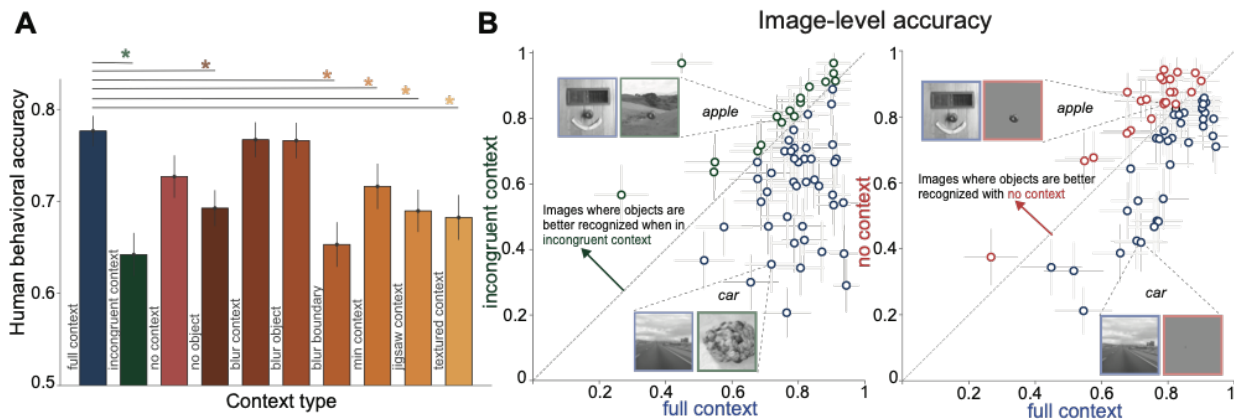 A
B
Image-level accuracy
* * * * * *
Human behavioral accuracy
0.8
0.7
0.6
0.5
full context
incongruent context
no context
no object
blur context
blur object
blur boundary
min context
jigsaw context
textured context
Context type
incongruent context
1
0.8
0.6
0.4
0.2
0
apple
Images where objects are
better recognized when in
incongruent context
car
0.2 0.4 0.6 0.8 1
full context
no context
1
0.8
0.6
0.4
0.2
0
apple
Images where objects are better
recognized with no context
car
0.2 0.4 0.6 0.8 1
full context